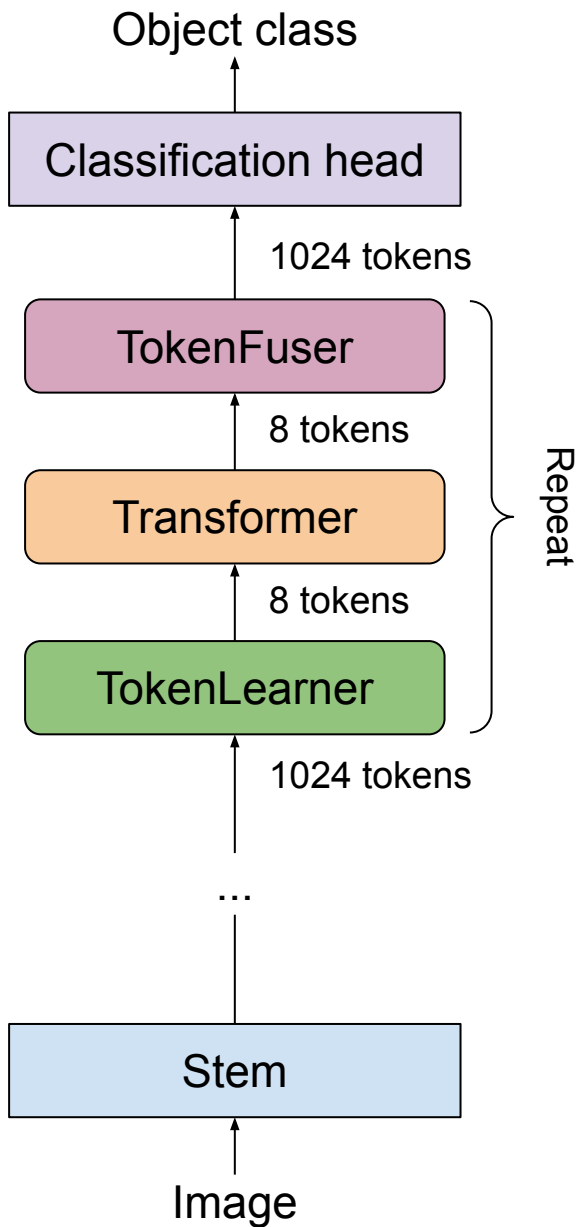 Object class
Classification head
1024 tokens
TokenFuser
8 tokens
Transformer
Repeat
8 tokens
TokenLearner
1024 tokens
...
Stem
Image